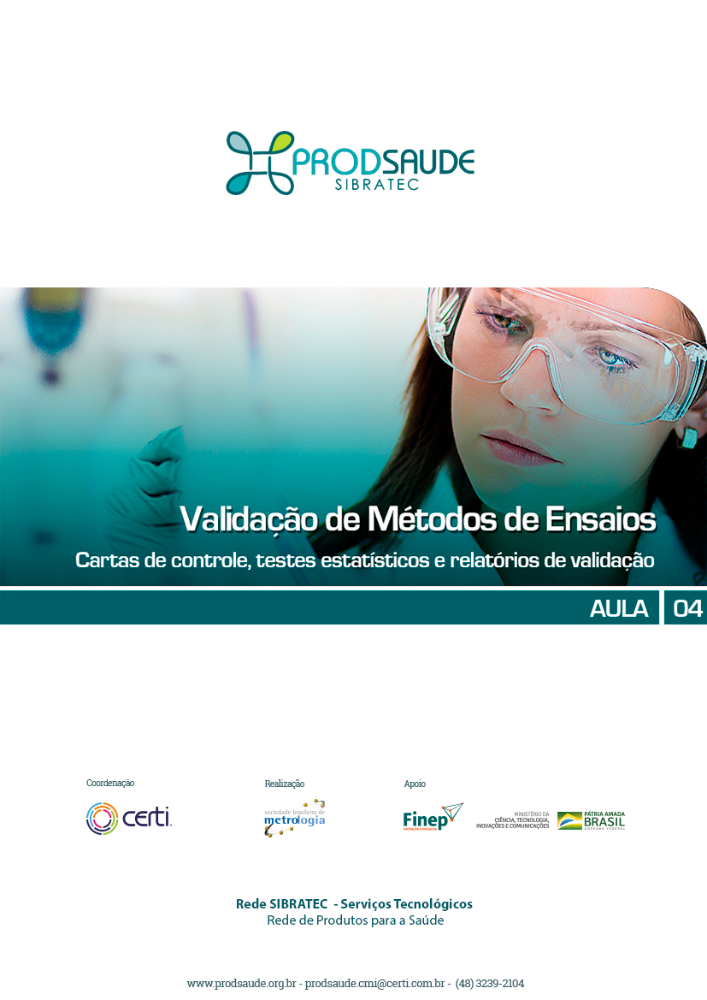 PRODSAUDE
SIBRATEC
Validação de Métodos de Ensaios
Cartas de controle, testes estatísticos e relatórios de validação
AULA 04
Coordenação
Realização
Apoio
certi
sociedade brasileira de
metrologia
Finep
INOVAÇÃO E PESQUISA
MINISTÉRIO DA
CIÊNCIA, TECNOLOGIA,
INOVAÇÕES E COMUNICAÇÕES
PÁTRIA AMADA
BRASIL
GOVERNO FEDERAL
Rede SIBRATEC - Serviços Tecnológicos
Rede de Produtos para a Saúde
www.prodsaude.org.br - prodsaude.cmi@certi.com.br - (48) 3239-2104